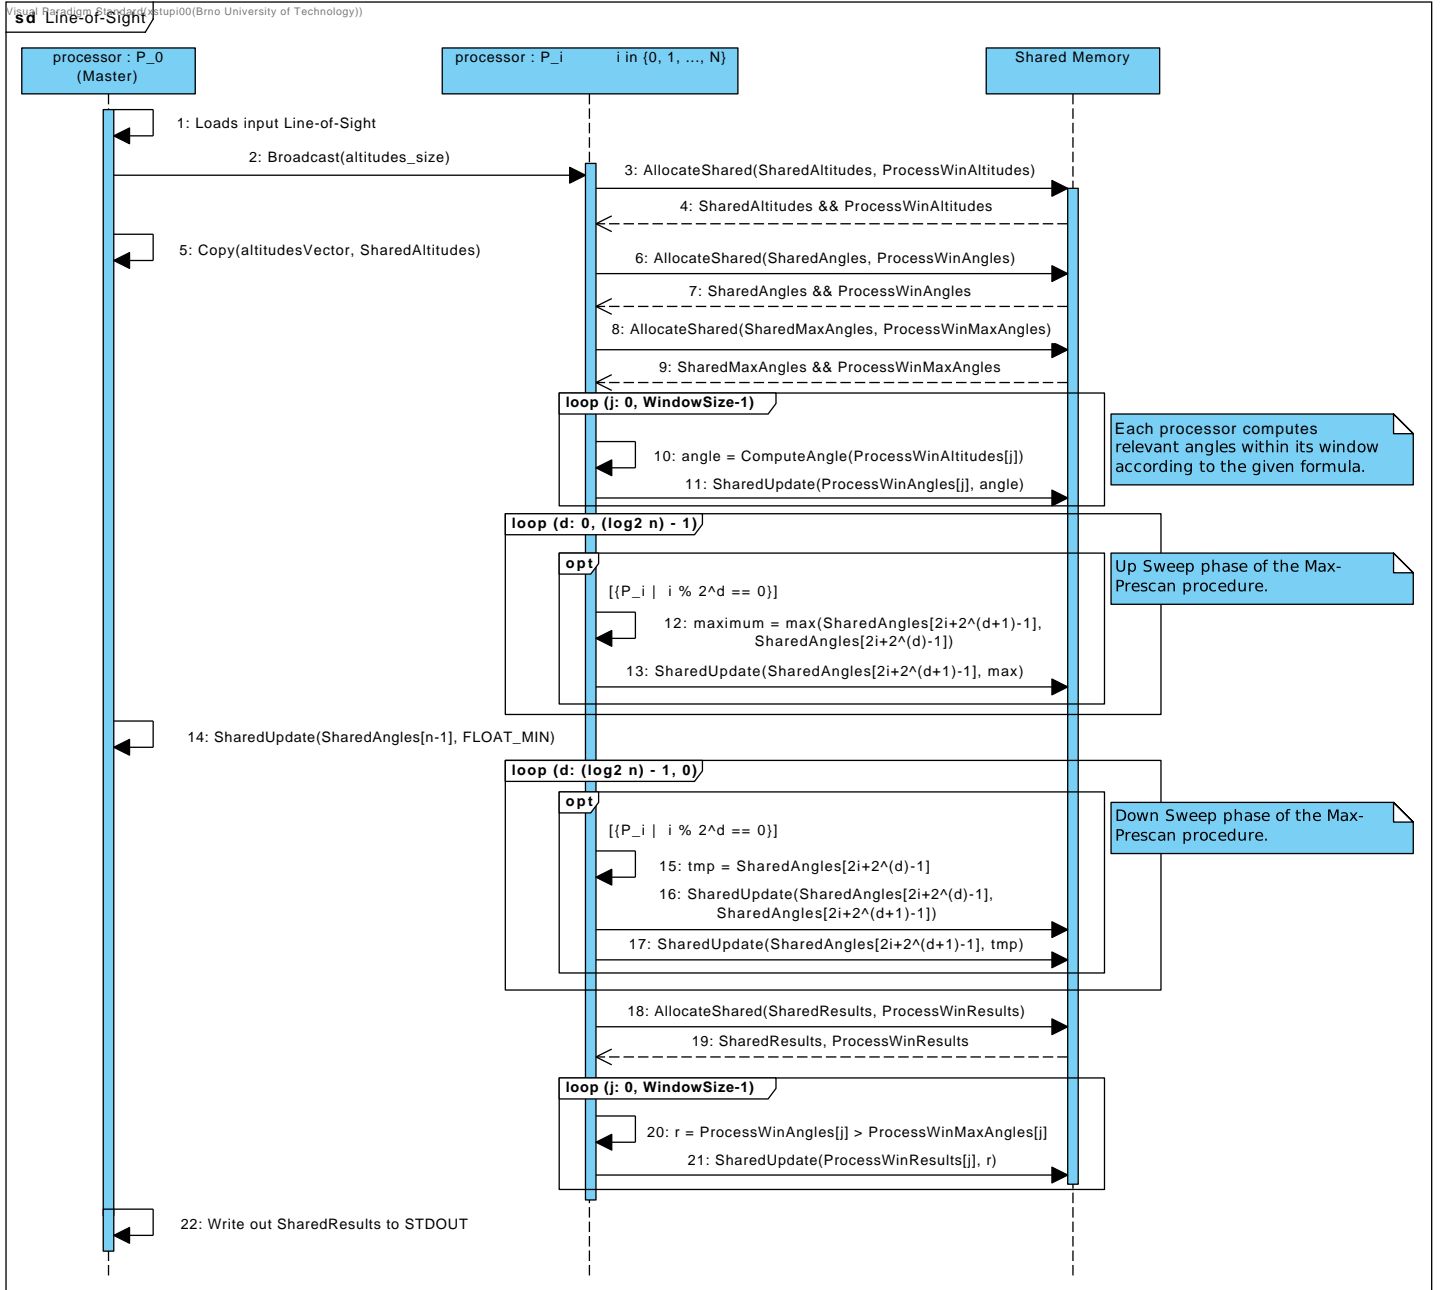 Visual Paradigm Standard(xstupi00(Brno University of Technology))
sd Line-of-Sight
processor : P_0
(Master)
processor : P_i i in {0, 1, ..., N}
Shared Memory
1: Loads input Line-of-Sight
2: Broadcast(altitudes_size)
3: AllocateShared(SharedAltitudes, ProcessWinAltitudes)
4: SharedAltitudes && ProcessWinAltitudes
5: Copy(altitudesVector, SharedAltitudes)
6: AllocateShared(SharedAngles, ProcessWinAngles)
7: SharedAngles && ProcessWinAngles
8: AllocateShared(SharedMaxAngles, ProcessWinMaxAngles)
9: SharedMaxAngles && ProcessWinMaxAngles
loop (j: 0, WindowSize-1)
Each processor computes
relevant angles within its window
according to the given formula.
10: angle = ComputeAngle(ProcessWinAltitudes[j])
11: SharedUpdate(ProcessWinAngles[j], angle)
loop (d: 0, (log2 n) - 1)
opt
Up Sweep phase of the Max-
Prescan procedure.
[{P_i | i % 2^d == 0}]
12: maximum = max(SharedAngles[2i+2^(d+1)-1],
SharedAngles[2i+2^(d)-1])
13: SharedUpdate(SharedAngles[2i+2^(d+1)-1], max)
14: SharedUpdate(SharedAngles[n-1], FLOAT_MIN)
loop (d: (log2 n) - 1, 0)
opt
Down Sweep phase of the Max-
Prescan procedure.
[{P_i | i % 2^d == 0}]
15: tmp = SharedAngles[2i+2^(d)-1]
16: SharedUpdate(SharedAngles[2i+2^(d)-1],
SharedAngles[2i+2^(d+1)-1])
17: SharedUpdate(SharedAngles[2i+2^(d+1)-1], tmp)
18: AllocateShared(SharedResults, ProcessWinResults)
19: SharedResults, ProcessWinResults
loop (j: 0, WindowSize-1)
20: r = ProcessWinAngles[j] > ProcessWinMaxAngles[j]
21: SharedUpdate(ProcessWinResults[j], r)
22: Write out SharedResults to STDOUT